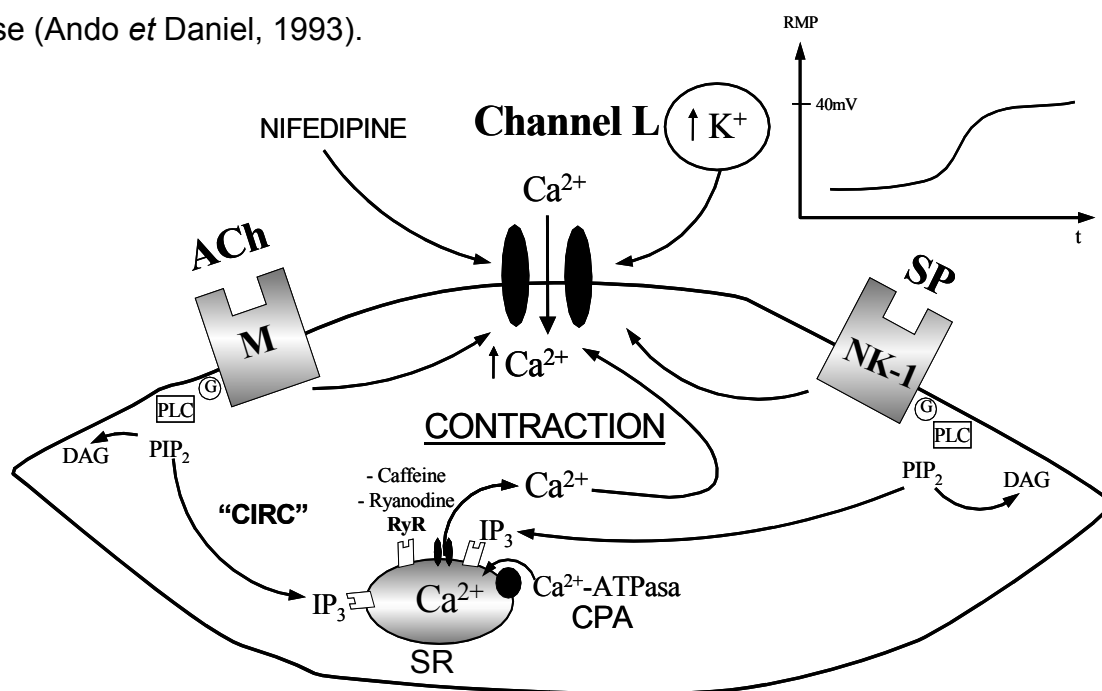 se (Ando et Daniel, 1993).
RMP
40mV
t
NIFEDIPINE
Channel L
↑ K⁺
Ca²⁺
ACh
M
G
PLC
DAG
PIP₂
SP
NK-1
G
PLC
PIP₂
DAG
↑ Ca²⁺
CONTRACTION
- Caffeine
- Ryanodine
RyR
Ca²⁺
"CIRC"
IP₃
IP₃
Ca²⁺
Ca²⁺-ATPasa
CPA
SR